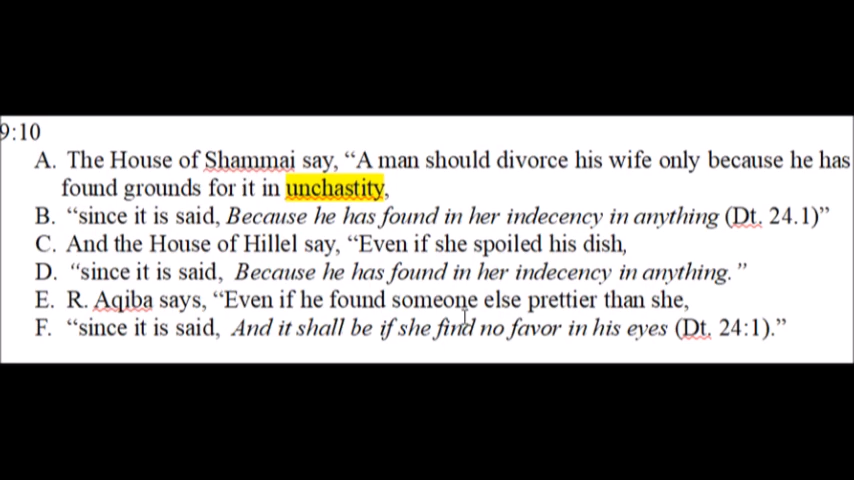 9:10
A. The House of Shammai say, “A man should divorce his wife only because he has
found grounds for it in unchastity,
B. “since it is said, Because he has found in her indecency in anything (Dt. 24.1)”
C. And the House of Hillel say, “Even if she spoiled his dish,
D. “since it is said, Because he has found in her indecency in anything.”
E. R. Aqiba says, “Even if he found someone else prettier than she,
F. “since it is said, And it shall be if she find no favor in his eyes (Dt. 24:1).”